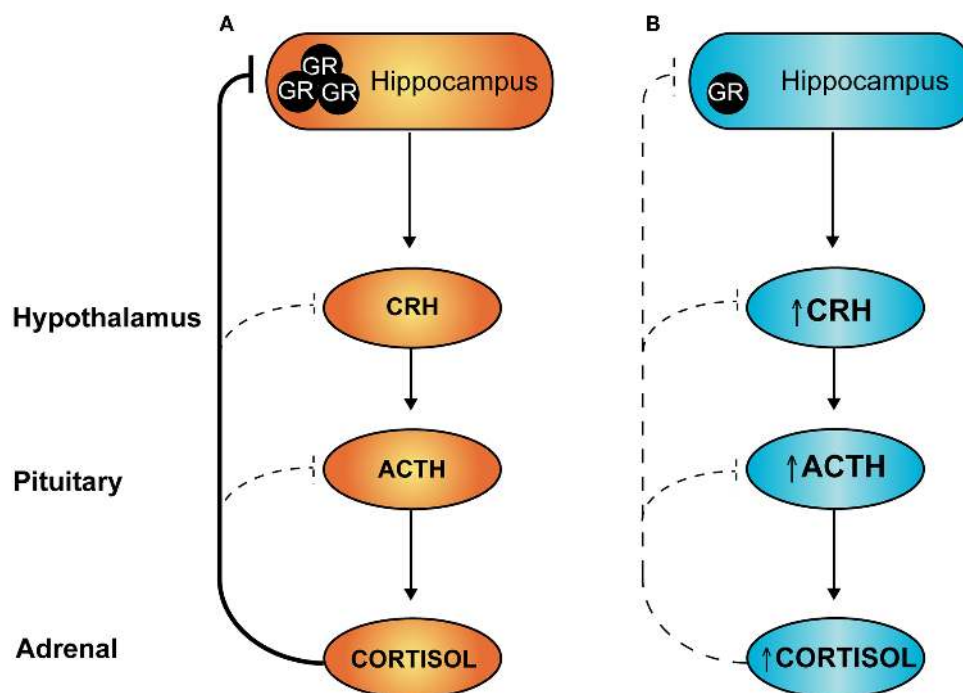 A
B
GR
GR GR
Hippocampus
GR
Hippocampus
Hypothalamus
CRH
↑CRH
Pituitary
ACTH
↑ACTH
Adrenal
CORTISOL
↑CORTISOL